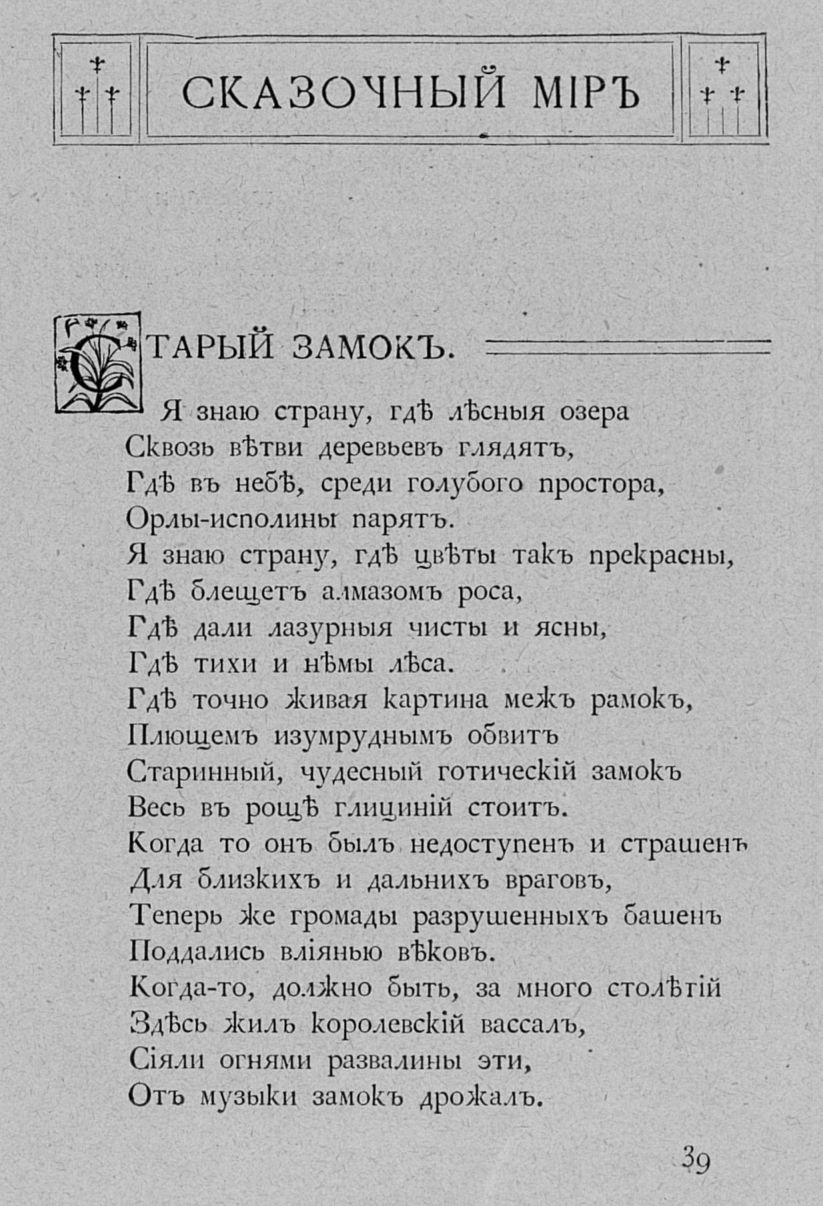 СКАЗОЧНЫЙ МІРЪ
СТАРЫЙ ЗАМОКЪ.
Я знаю страну, гдѣ лѣсныя озера
Сквозь вѣтви деревьевъ глядятъ,
Гдѣ въ небѣ, среди голубого простора,
Орлы-исполины парятъ.
Я знаю страну, гдѣ цвѣты такъ прекрасны,
Гдѣ блещетъ алмазомъ роса,
Гдѣ дали лазурныя чисты и ясны,
Гдѣ тихи и нѣмы лѣса.
Гдѣ точно живая картина межъ рамокъ,
Плющемъ изумруднымъ обвитъ
Старинный, чудесный готическій замокъ
Весь въ рощѣ глициній стоитъ.
Когда то онъ былъ недоступенъ и страшенъ
Для близкихъ и дальнихъ враговъ,
Теперь же громады разрушенныхъ башенъ
Поддались вліянью вѣковъ.
Когда-то, должно быть, за много столѣтій
Здѣсь жилъ королевскій вассалъ,
Сіяли огнями развалины эти,
Отъ музыки замокъ дрожалъ.
39